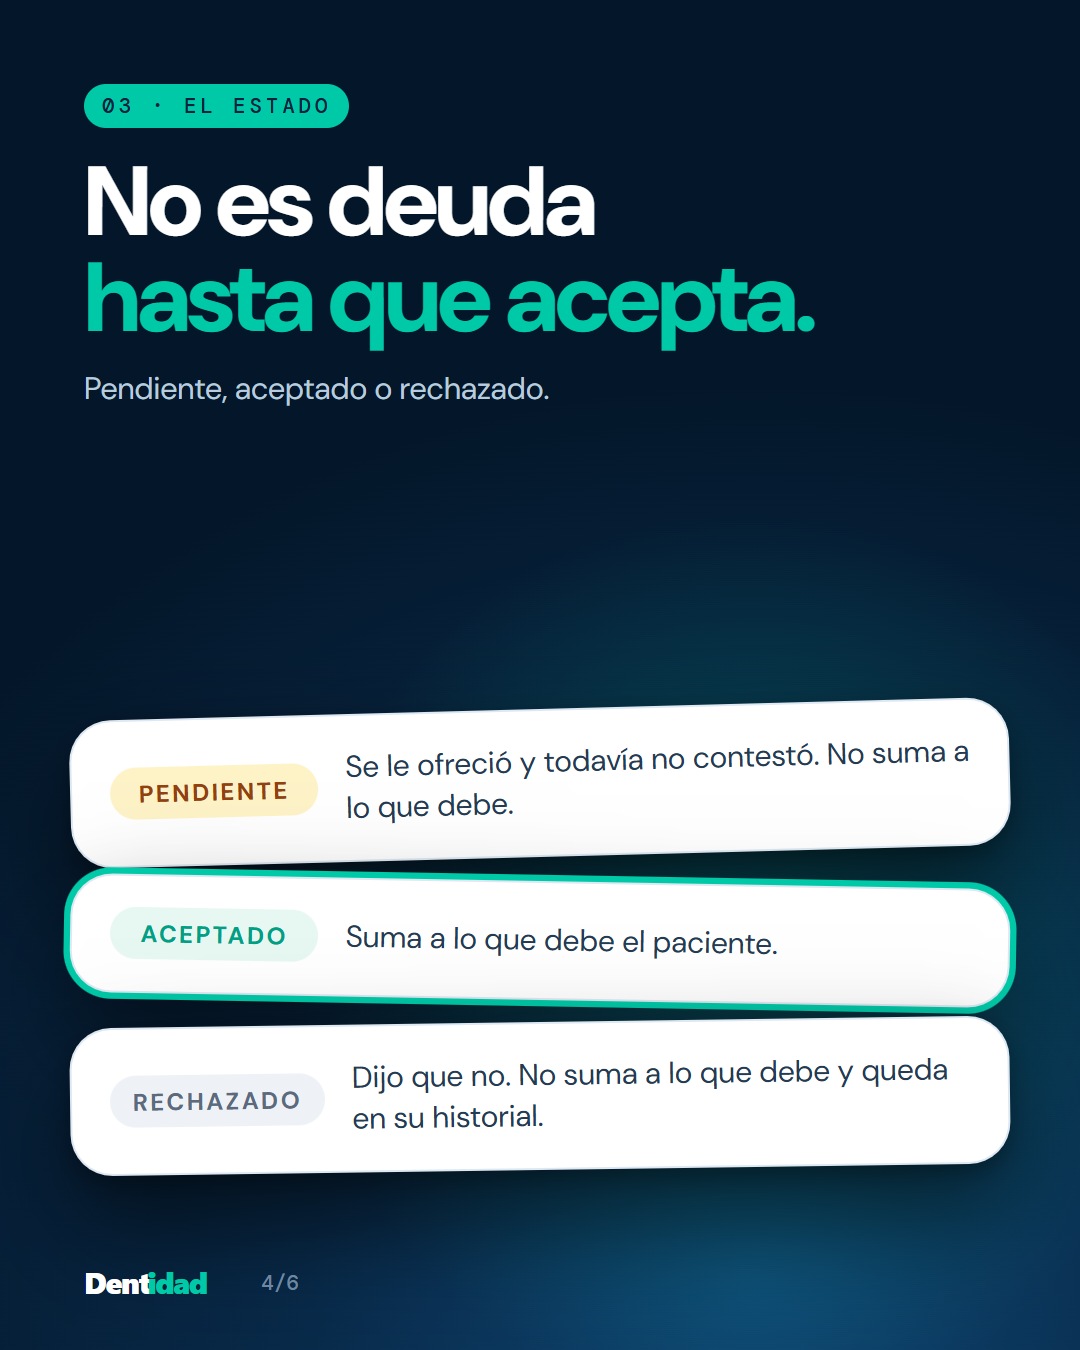 03 · EL ESTADO
No es deuda
hasta que acepta.
Pendiente, aceptado o rechazado.
PENDIENTE
Se le ofreció y todavía no contestó. No suma a
lo que debe.
ACEPTADO
Suma a lo que debe el paciente.
RECHAZADO
Dijo que no. No suma a lo que debe y queda
en su historial.
Dentidad
4/6